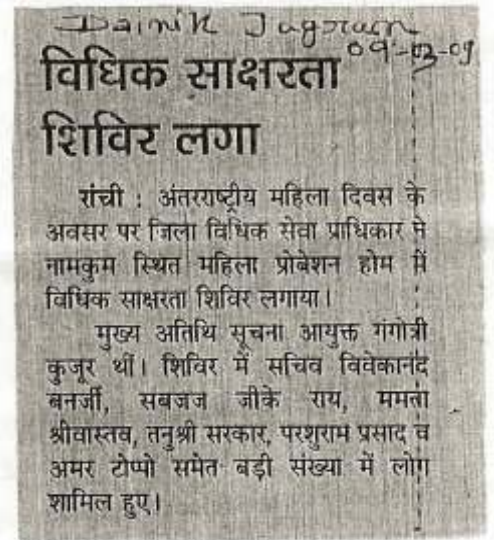 Dainik Jagran
09-03-09
विधिक साक्षरता
शिविर लगा
रांची : अंतरराष्ट्रीय महिला दिवस के
अवसर पर जिला विधिक सेवा प्राधिकार ने
नामकुम स्थित महिला प्रोबेशन होम में
विधिक साक्षरता शिविर लगाया।
मुख्य अतिथि सूचना आयुक्त गंगोत्री
कुजूर थीं। शिविर में सचिव विवेकानंद
बनर्जी, सबजज जीके राय, ममता
श्रीवास्तव, तनुश्री सरकार, परशुराम प्रसाद व
अमर टोप्पो समेत बड़ी संख्या में लोग
शामिल हुए।